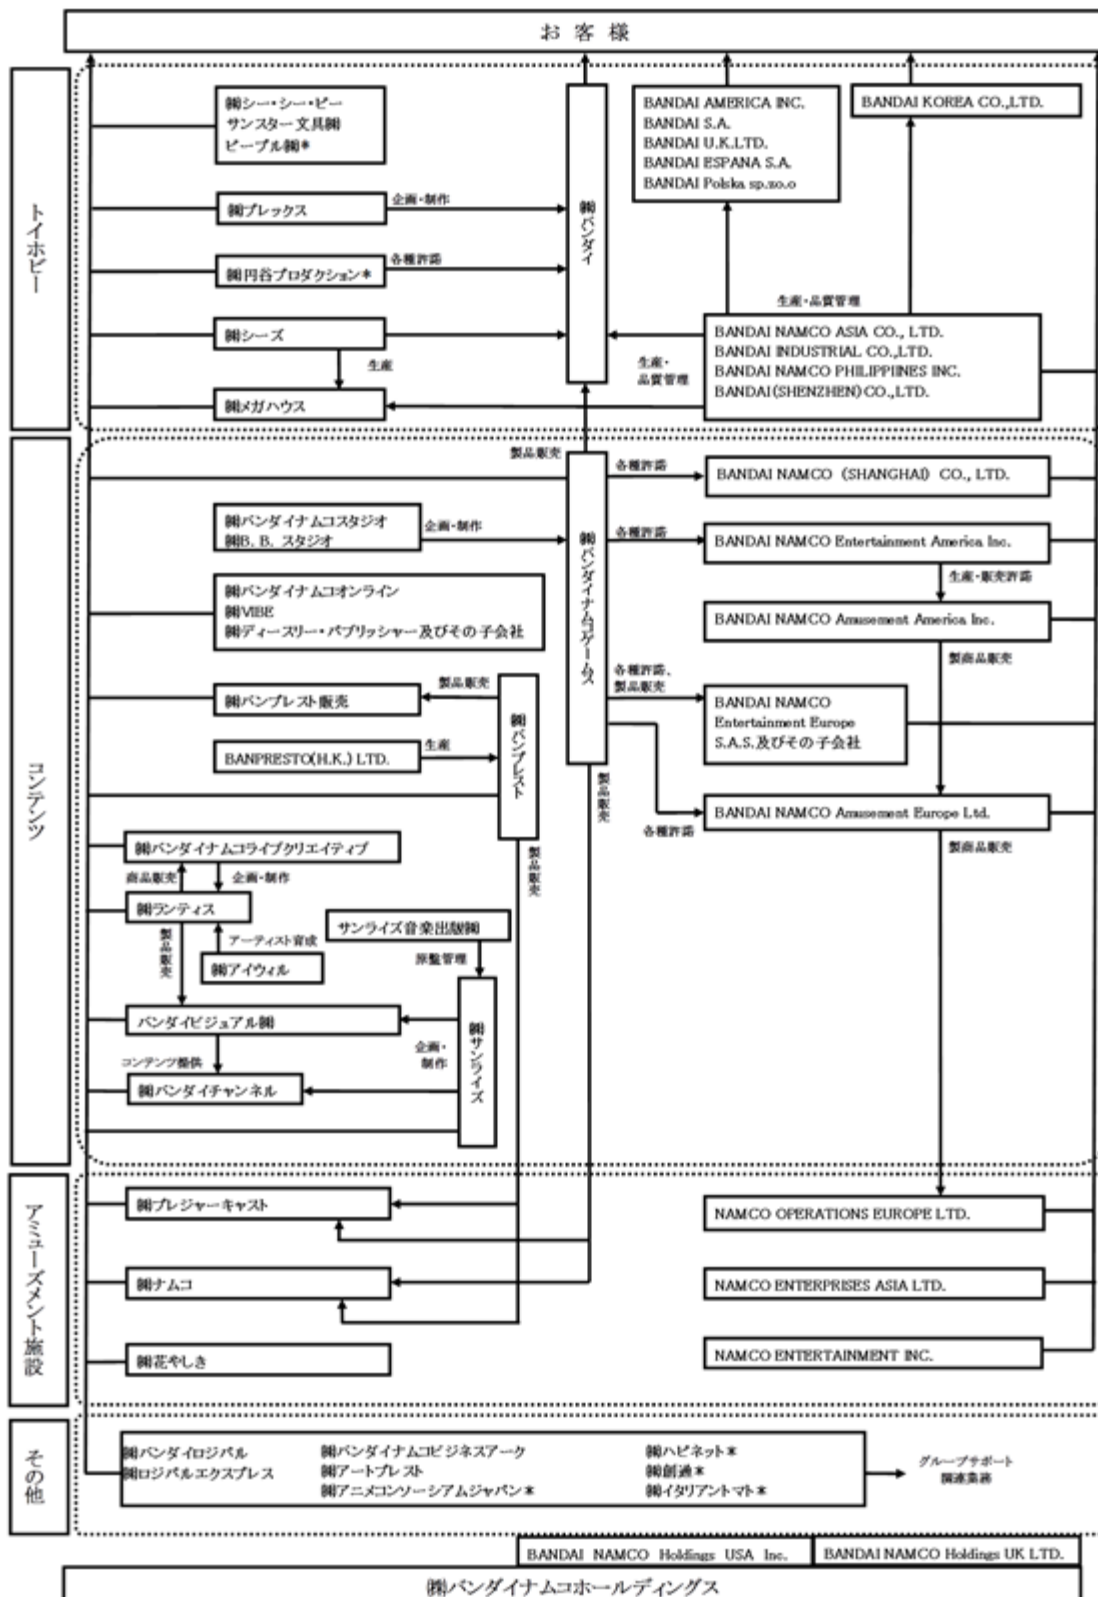 お客様
トイホビー
㈱シー・シー・ピー
サンスター文具㈱
ピープル㈱*
㈱プレックス
企画・制作
㈱円谷プロダクション*
各種許諾
㈱シーズ
生産
㈱メガハウス
㈱バンダイ
BANDAI AMERICA INC.
BANDAI S.A.
BANDAI U.K.LTD.
BANDAI ESPANA S.A.
BANDAI Polska sp.zo.o
BANDAI KOREA CO.,LTD.
生産・品質管理
BANDAI NAMCO ASIA CO., LTD.
BANDAI INDUSTRIAL CO.,LTD.
BANDAI NAMCO PHILIPPIINES INC.
BANDAI(SHENZHEN)CO.,LTD.
生産・
品質管理
コンテンツ
製品販売
㈱バンダイナムコスタジオ
㈱B. B. スタジオ
企画・制作
㈱バンダイナムコオンライン
㈱VIBE
㈱ディースリー・パブリッシャー及びその子会社
㈱バンプレスト販売
製品販売
BANPRESTO(H.K.) LTD.
生産
㈱バンプレスト
製品販売
㈱バンダイナムコゲームス
製品販売
各種許諾
BANDAI NAMCO (SHANGHAI) CO., LTD.
各種許諾
BANDAI NAMCO Entertainment America Inc.
生産・販売許諾
BANDAI NAMCO Amusement America Inc.
製商品販売
各種許諾、
製品販売
BANDAI NAMCO
Entertainment Europe
S.A.S.及びその子会社
各種許諾
BANDAI NAMCO Amusement Europe Ltd.
製商品販売
㈱バンダイナムコライブクリエイティブ
商品販売
企画・制作
㈱ランティス
製品販売
アーティスト育成
㈱アイウィル
サンライズ音楽出版㈱
原盤管理
㈱サンライズ
バンダイビジュアル㈱
企画・
制作
コンテンツ提供
㈱バンダイチャンネル
アミューズメント施設
㈱プレジャーキャスト
㈱ナムコ
㈱花やしき
NAMCO OPERATIONS EUROPE LTD.
NAMCO ENTERPRISES ASIA LTD.
NAMCO ENTERTAINMENT INC.
その他
㈱バンダイロジパル
㈱ロジパルエクスプレス
㈱バンダイナムコビジネスアーク
㈱アートプレスト
㈱アニメコンソーシアムジャパン*
㈱ハピネット*
㈱創通*
㈱イタリアントマト*
グループサポート
関連業務
BANDAI NAMCO Holdings USA Inc.
BANDAI NAMCO Holdings UK LTD.
㈱バンダイナムコホールディングス